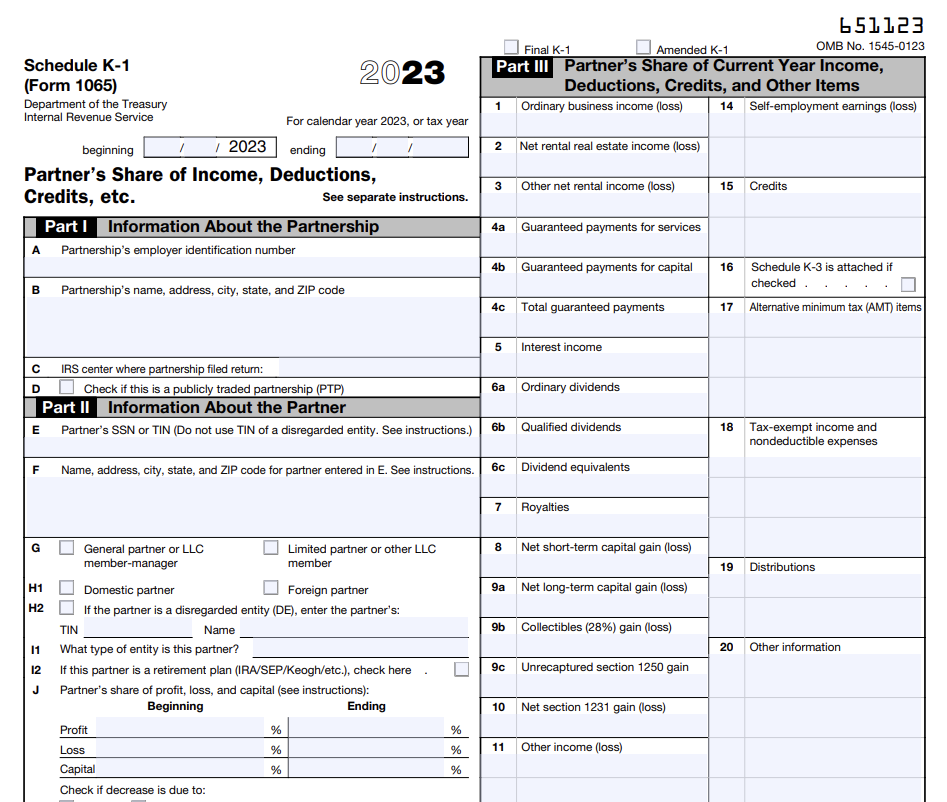 651123
Final K-1 Amended K-1 OMB No. 1545-0123
Schedule K-1
(Form 1065)
2023
Department of the Treasury
Internal Revenue Service
For calendar year 2023, or tax year
beginning / / 2023 ending / /
Partner's Share of Income, Deductions,
Credits, etc.
See separate instructions.
Part I Information About the Partnership
A Partnership's employer identification number
B Partnership's name, address, city, state, and ZIP code
C IRS center where partnership filed return:
D Check if this is a publicly traded partnership (PTP)
Part II Information About the Partner
E Partner's SSN or TIN (Do not use TIN of a disregarded entity. See instructions.)
F Name, address, city, state, and ZIP code for partner entered in E. See instructions.
G General partner or LLC
member-manager
Limited partner or other LLC
member
H1 Domestic partner Foreign partner
H2 If the partner is a disregarded entity (DE), enter the partner's:
TIN Name
I1 What type of entity is this partner?
I2 If this partner is a retirement plan (IRA/SEP/Keogh/etc.), check here .
J Partner's share of profit, loss, and capital (see instructions):
Beginning Ending
Profit % %
Loss % %
Capital % %
Check if decrease is due to:
Part III Partner's Share of Current Year Income,
Deductions, Credits, and Other Items
1 Ordinary business income (loss)
2 Net rental real estate income (loss)
3 Other net rental income (loss)
4a Guaranteed payments for services
4b Guaranteed payments for capital
4c Total guaranteed payments
5 Interest income
6a Ordinary dividends
6b Qualified dividends
6c Dividend equivalents
7 Royalties
8 Net short-term capital gain (loss)
9a Net long-term capital gain (loss)
9b Collectibles (28%) gain (loss)
9c Unrecaptured section 1250 gain
10 Net section 1231 gain (loss)
11 Other income (loss)
14 Self-employment earnings (loss)
15 Credits
16 Schedule K-3 is attached if
checked . . . . .
17 Alternative minimum tax (AMT) items
18 Tax-exempt income and
nondeductible expenses
19 Distributions
20 Other information